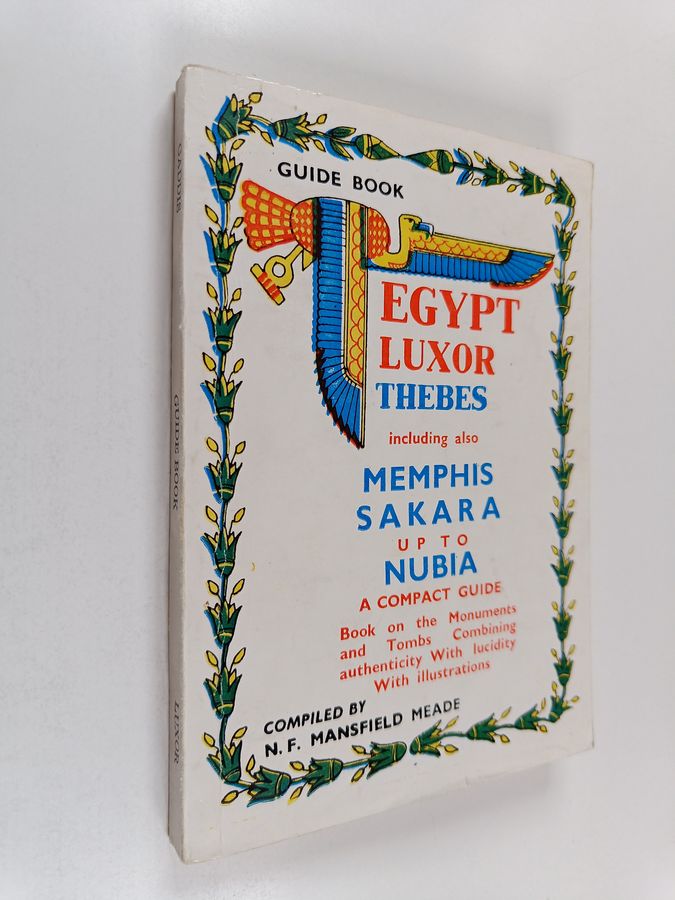 GUIDE BOOK
EGYPT
LUXOR
THEBES
including also
MEMPHIS
SAKARA
UP TO
NUBIA
A COMPACT GUIDE
Book on the Monuments
and Tombs Combining
authenticity With lucidity
With illustrations
COMPILED BY
N. F. MANSFIELD MEADE
GADDIS
GUIDE BOOK
LUXOR